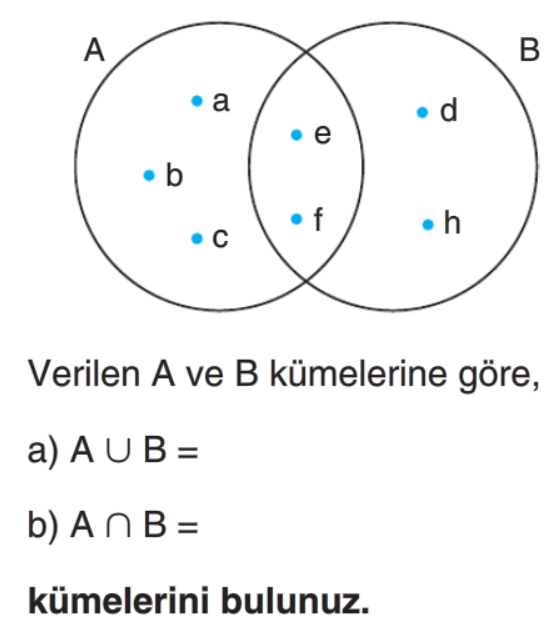 A B
a
d
e
b
f
h
c
Verilen A ve B kümelerine göre,
a) A ∪ B =
b) A ∩ B =
kümelerini bulunuz.